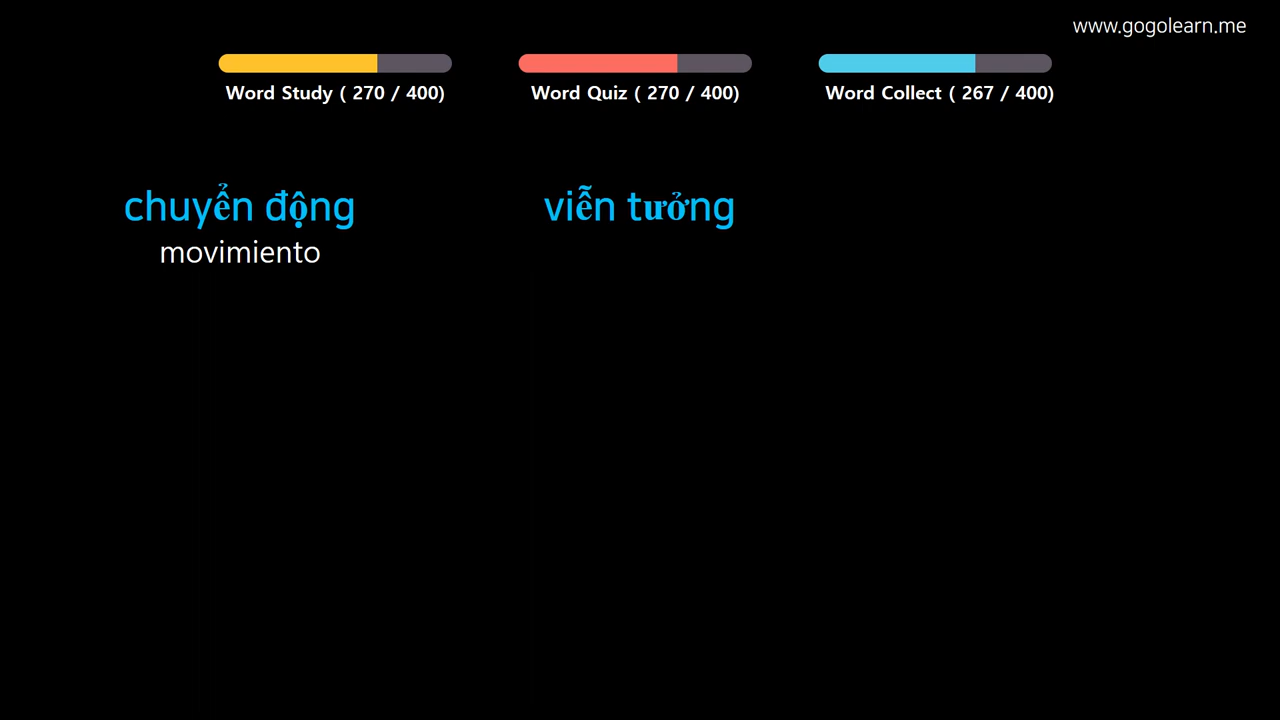 www.gogolearn.me
Word Study ( 270 / 400)
Word Quiz ( 270 / 400)
Word Collect ( 267 / 400)
chuyển động
movimiento
viễn tưởng